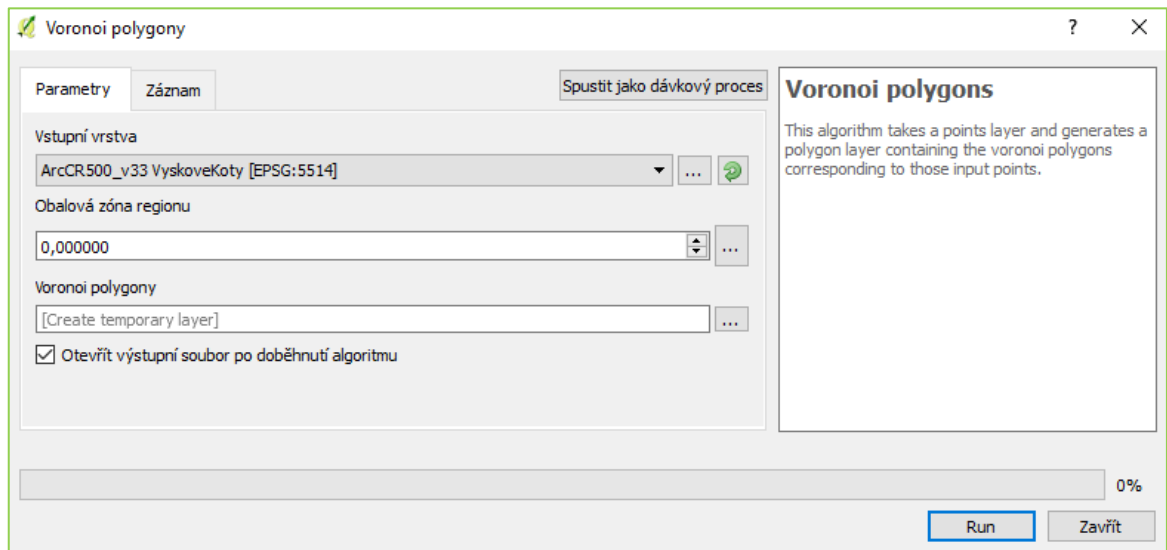 Voronoi polygony
?
Parametry
Záznam
Spustit jako dávkový proces
Vstupní vrstva
ArcCR500_v33 VyskoveKoty [EPSG:5514]
...
Obalová zóna regionu
0,000000
...
Voronoi polygony
[Create temporary layer]
...
Otevřít výstupní soubor po doběhnutí algoritmu
Voronoi polygons
This algorithm takes a points layer and generates a
polygon layer containing the voronoi polygons
corresponding to those input points.
0%
Run
Zavřít